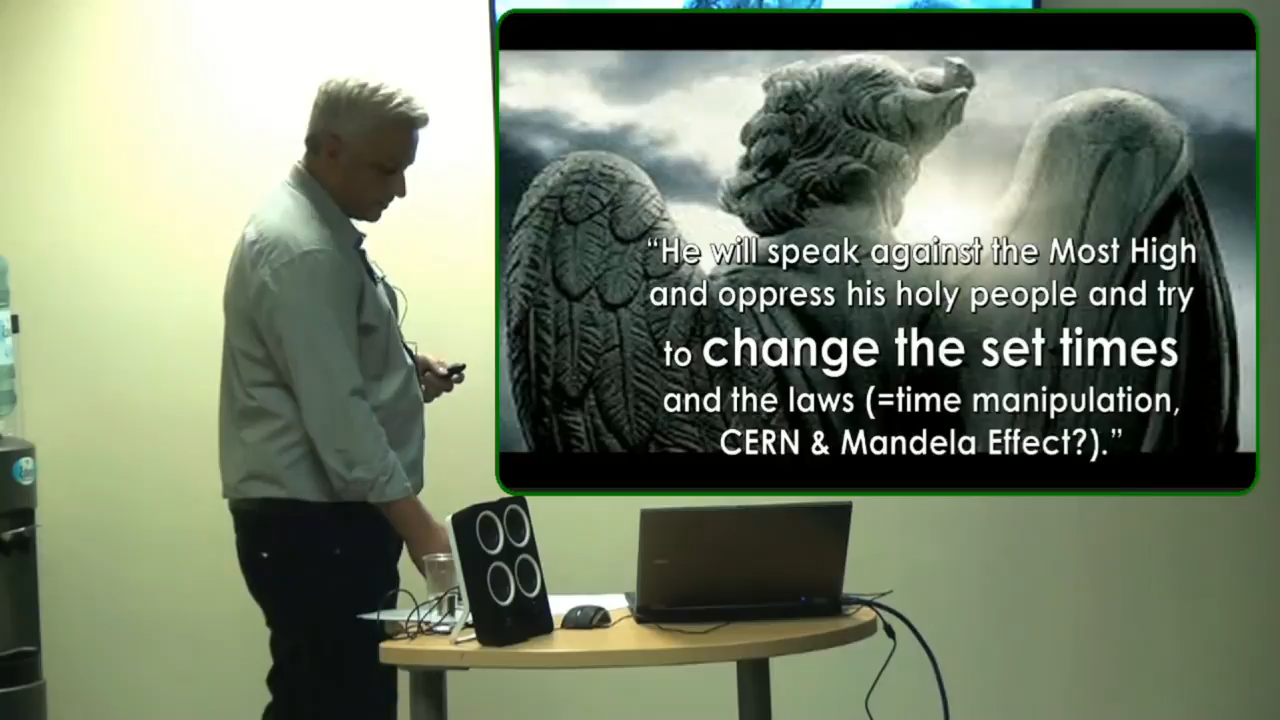 “He will speak against the Most High
and oppress his holy people and try
to change the set times
and the laws (=time manipulation,
CERN & Mandela Effect?).”